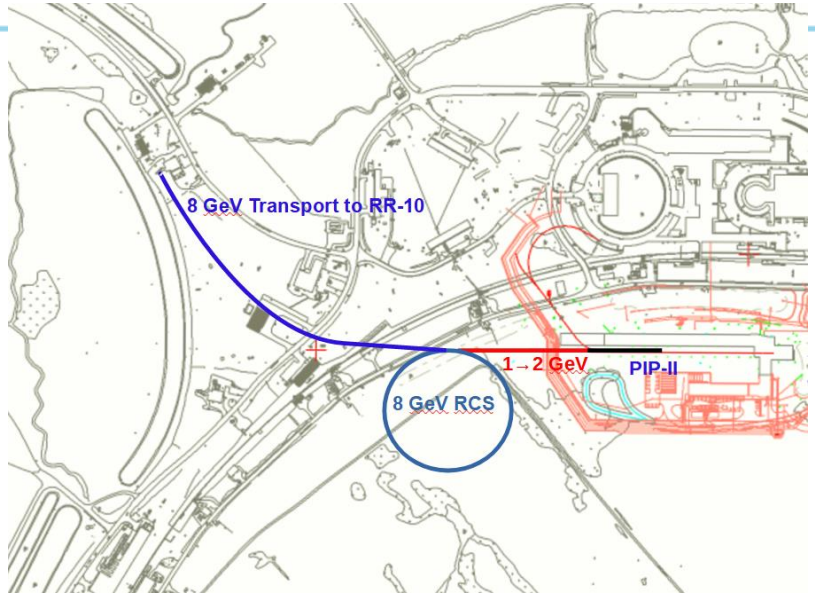 8 GeV Transport to RR-10
1→2 GeV
PIP-II
8 GeV RCS